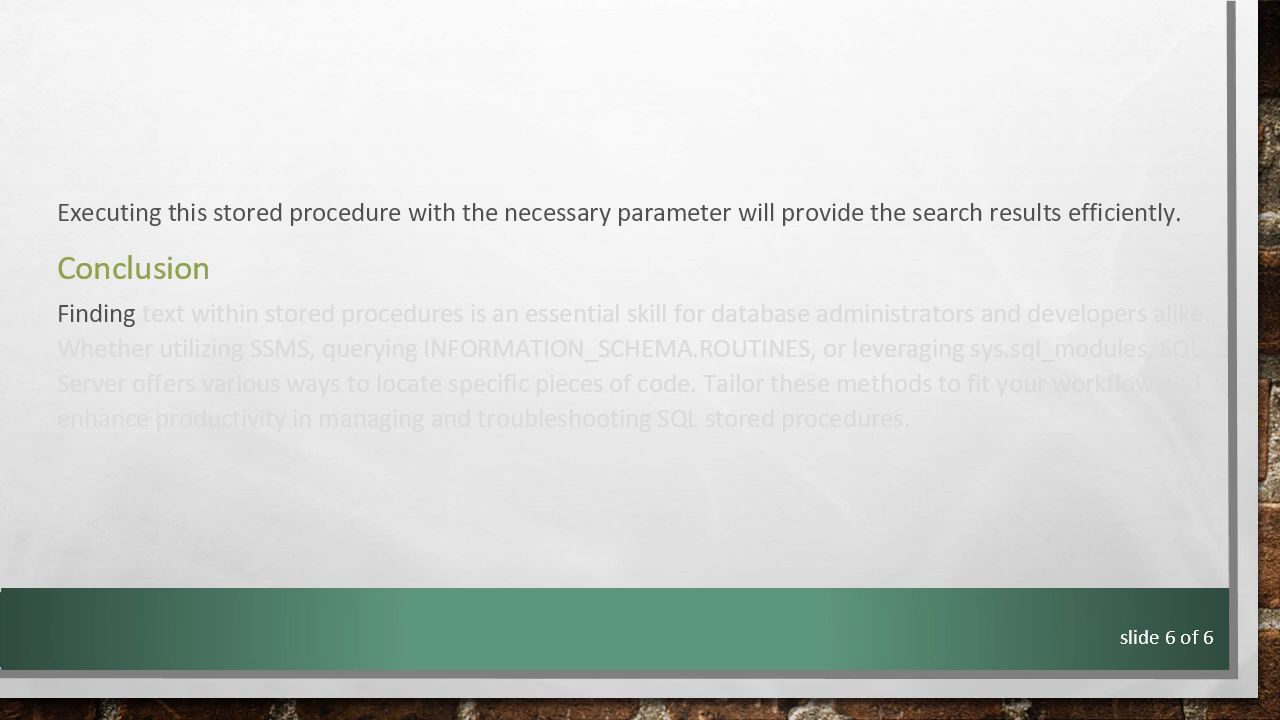 Executing this stored procedure with the necessary parameter will provide the search results efficiently.
Conclusion
Finding text within stored procedures is an essential skill for database administrators and developers alike.
Whether utilizing SSMS, querying INFORMATION_SCHEMA.ROUTINES, or leveraging sys.sql_modules, SQL
Server offers various ways to locate specific pieces of code. Tailor these methods to fit your workflow and
enhance productivity in managing and troubleshooting SQL stored procedures.
slide 6 of 6